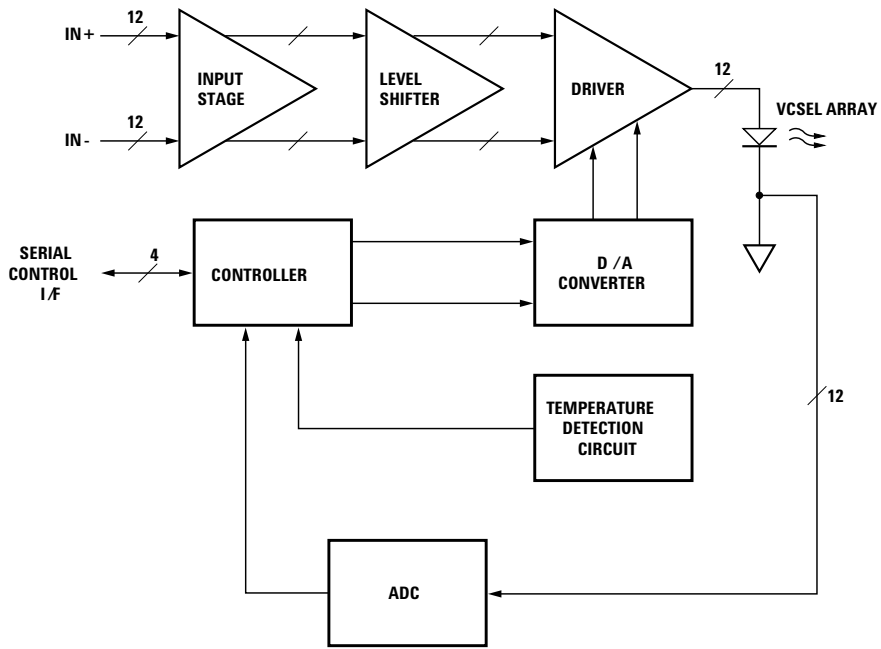 12
IN+
INPUT
STAGE
LEVEL
SHIFTER
DRIVER
12
VCSEL ARRAY
12
IN-
SERIAL
CONTROL
I/F
4
CONTROLLER
D/A
CONVERTER
12
TEMPERATURE
DETECTION
CIRCUIT
ADC